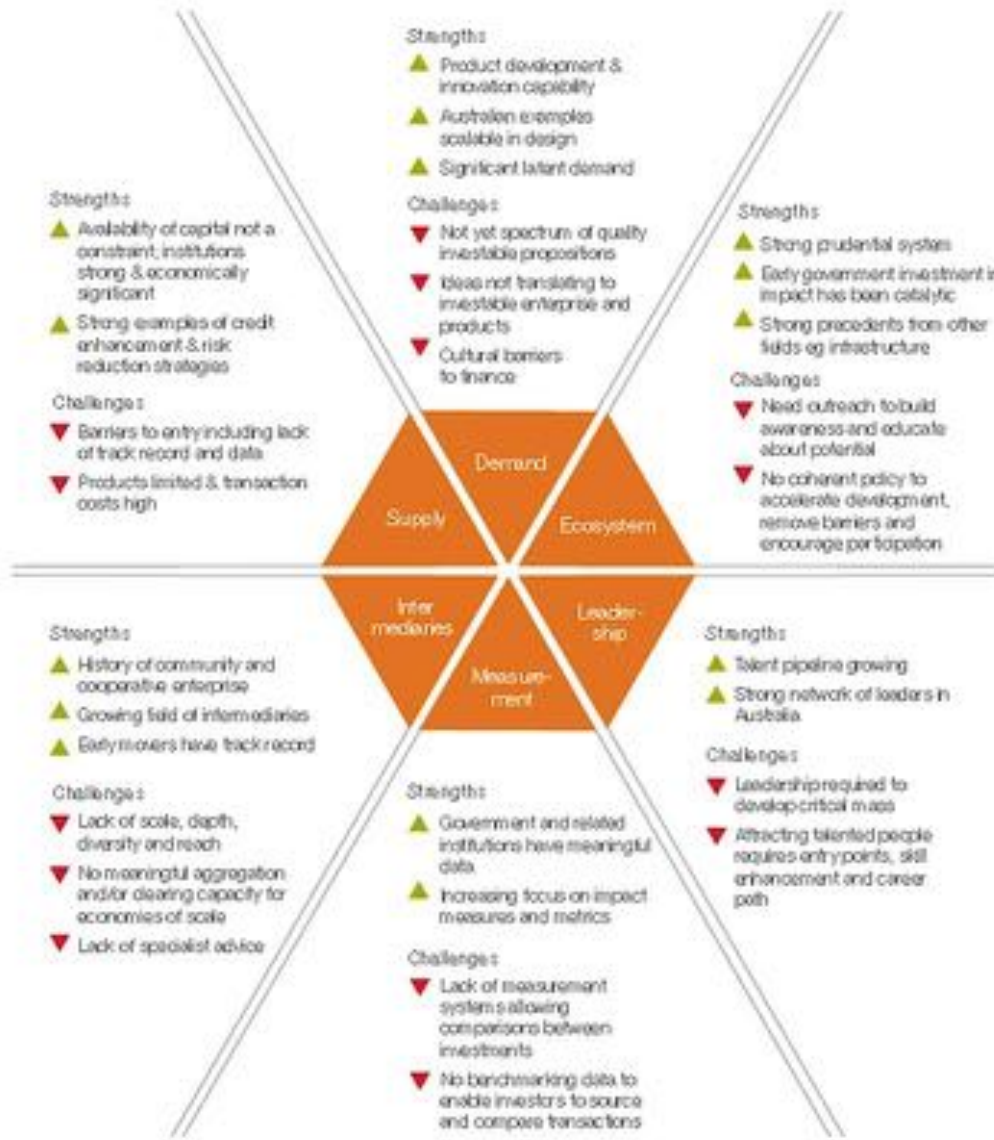 Strengths
Product development &
innovation capability
Australian examples
scalable in design
Significant latent demand
Challenges
Not yet spectrum of quality
investable propositions
Ideas not translating to
investable enterprise and
products
Cultural barriers
to finance
Strengths
Availability of capital not a
constraint, institutions
strong & economically
significant
Strong examples of credit
enhancement & risk
reduction strategies
Challenges
Barriers to entry including lack
of track record and data
Products limited & transaction
costs high
Strengths
Strong prudential system
Early government investment in
impact has been catalytic
Strong precedents from other
fields eg infrastructure
Challenges
Need outreach to build
awareness and educate
about potential
No coherent policy to
accelerate development,
remove barriers and
encourage participation
Demand
Supply
Ecosystem
Inter
mediaries
Leader-
ship
Measure-
ment
Strengths
History of community and
cooperative enterprise
Growing field of intermediaries
Early movers have track record
Challenges
Lack of scale, depth,
diversity and reach
No meaningful aggregation
and/or clearing capacity for
economies of scale
Lack of specialist advice
Strengths
Government and related
institutions have meaningful
data
Increasing focus on impact
measures and metrics
Challenges
Lack of measurement
systems allowing
comparisons between
investments
No benchmarking data to
enable investors to source
and compare transactions
Strengths
Talent pipeline growing
Strong network of leaders in
Australia
Challenges
Leadership required to
develop critical mass
Attracting talented people
requires entry points, skill
enhancement and career
path